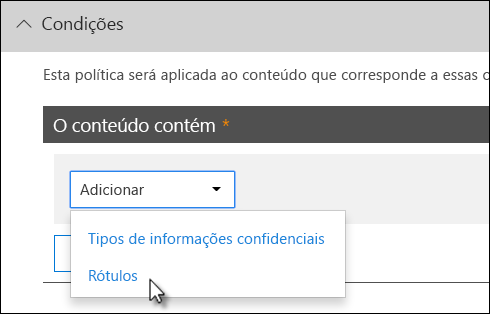 Condições
Esta política será aplicada ao conteúdo que corresponde a essas
O conteúdo contém *
Adicionar
Tipos de informações confidenciais
Rótulos